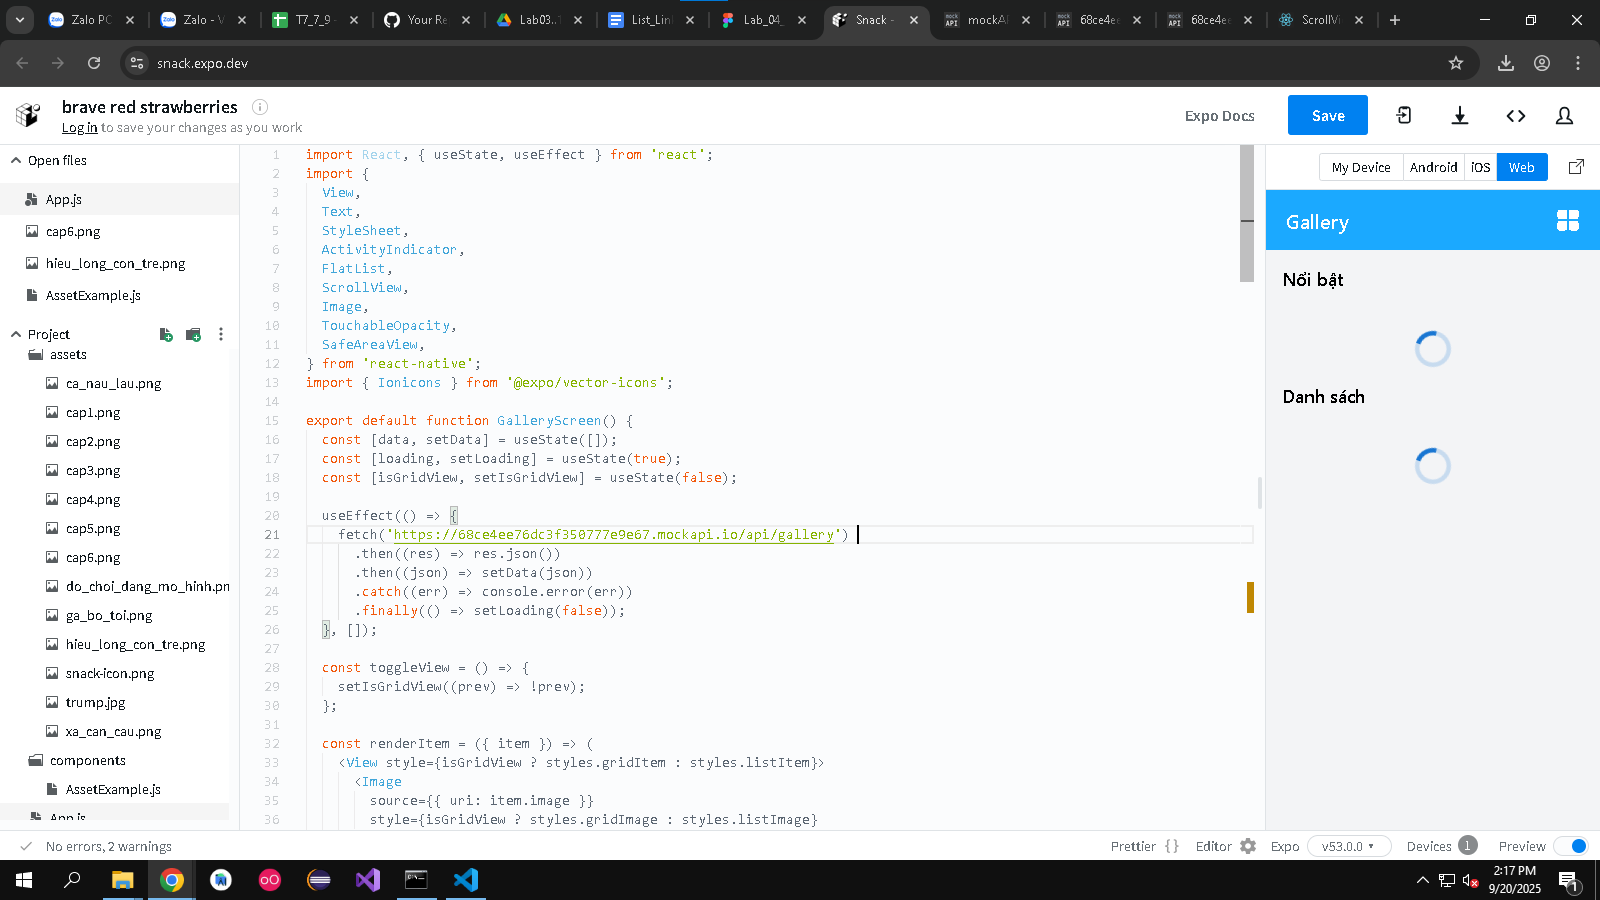 Zalo PC
Zalo - V
T7_7_9 -
Your Re
Lab03..1
List_Lin
Lab_04_
Snack -
mockAP
68ce4ee
68ce4ee
ScrollVi
snack.expo.dev
brave red strawberries
Log in to save your changes as you work
Expo Docs
Save
Open files
App.js
cap6.png
hieu_long_con_tre.png
AssetExample.js
Project
assets
ca_nau_lau.png
cap1.png
cap2.png
cap3.png
cap4.png
cap5.png
cap6.png
do_choi_dang_mo_hinh.pn
ga_bo_toi.png
hieu_long_con_tre.png
snack-icon.png
trump.jpg
xa_can_cau.png
components
AssetExample.js
App.js
1 import React, { useState, useEffect } from 'react';
2 import {
3 View,
4 Text,
5 StyleSheet,
6 ActivityIndicator,
7 FlatList,
8 ScrollView,
9 Image,
10 TouchableOpacity,
11 SafeAreaView,
12 } from 'react-native';
13 import { Ionicons } from '@expo/vector-icons';
14
15 export default function GalleryScreen() {
16 const [data, setData] = useState([]);
17 const [loading, setLoading] = useState(true);
18 const [isGridView, setIsGridView] = useState(false);
19
20 useEffect(() => {
21 fetch('https://68ce4ee76dc3f350777e9e67.mockapi.io/api/gallery')
22 .then((res) => res.json())
23 .then((json) => setData(json))
24 .catch((err) => console.error(err))
25 .finally(() => setLoading(false));
26 }, []);
27
28 const toggleView = () => {
29 setIsGridView((prev) => !prev);
30 };
31
32 const renderItem = ({ item }) => (
33 <View style={isGridView ? styles.gridItem : styles.listItem}>
34 <Image
35 source={{ uri: item.image }}
36 style={isGridView ? styles.gridImage : styles.listImage}
My Device
Android
iOS
Web
Gallery
Nổi bật
Danh sách
No errors, 2 warnings
Prettier { }
Editor
Expo
v53.0.0
Devices 1
Preview
2:17 PM
9/20/2025
1